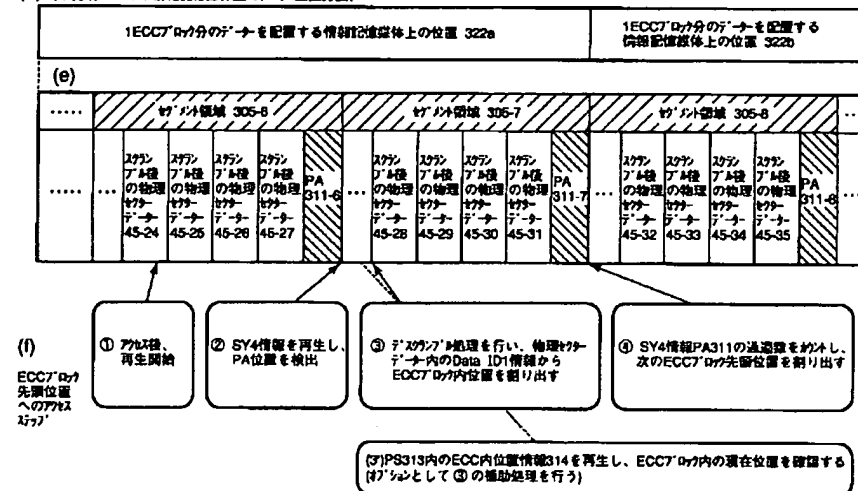 1ECCブロック分のデーターを配置する情報記憶媒体上の位置 322a
1ECCブロック分のデーターを配置する
情報記憶媒体上の位置 322b
(e)
‥‥‥
セグメント領域 305-6
セグメント領域 305-7
セグメント領域 305-8
‥‥
‥‥‥
‥‥
スクラン
ブル後
の物理
セクター
データー
45-24
スクラン
ブル後
の物理
セクター
データー
45-25
スクラン
ブル後
の物理
セクター
データー
45-26
スクラン
ブル後
の物理
セクター
データー
45-27
PA
311-6
‥‥
スクラン
ブル後
の物理
セクター
データー
45-28
スクラン
ブル後
の物理
セクター
データー
45-29
スクラン
ブル後
の物理
セクター
データー
45-30
スクラン
ブル後
の物理
セクター
データー
45-31
PA
311-7
‥‥
スクラン
ブル後
の物理
セクター
データー
45-32
スクラン
ブル後
の物理
セクター
データー
45-33
スクラン
ブル後
の物理
セクター
データー
45-34
スクラン
ブル後
の物理
セクター
データー
45-35
PA
311-8
‥‥
(f)
ECCブロック
先頭位置
へのアクセス
ステップ
① アクセス後、
再生開始
② SY4情報を再生し、
PA位置を検出
③ デスクランブル処理を行い、物理セクター
データー内のData ID1情報から
ECCブロック内位置を割り出す
④ SY4情報PA311の通過数をカウントし、
次のECCブロック先頭位置を割り出す
(3')PS313内のECC内位置情報314を再生し、ECCブロック内の現在位置を確認する
(オプションとして③の補助処理を行う)